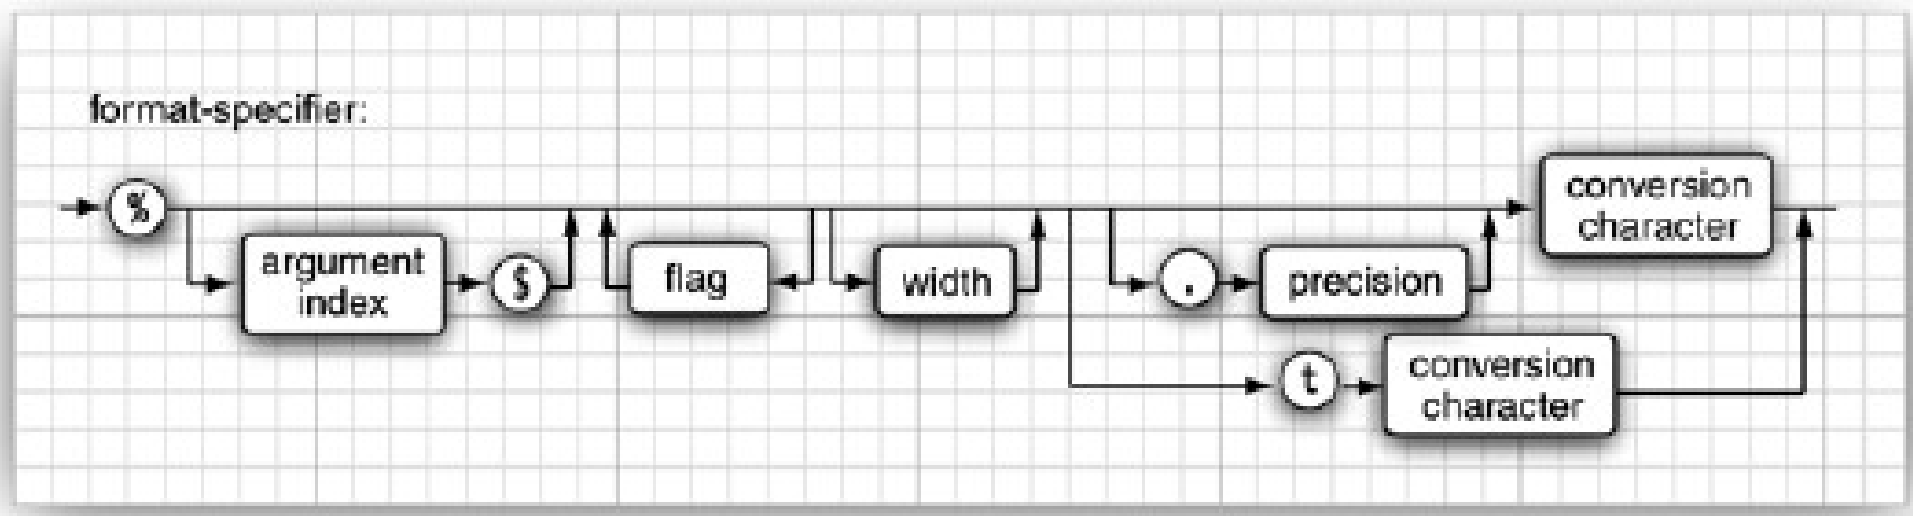 format-specifier:
%
argument
index
$
flag
width
.
precision
conversion
character
t
conversion
character